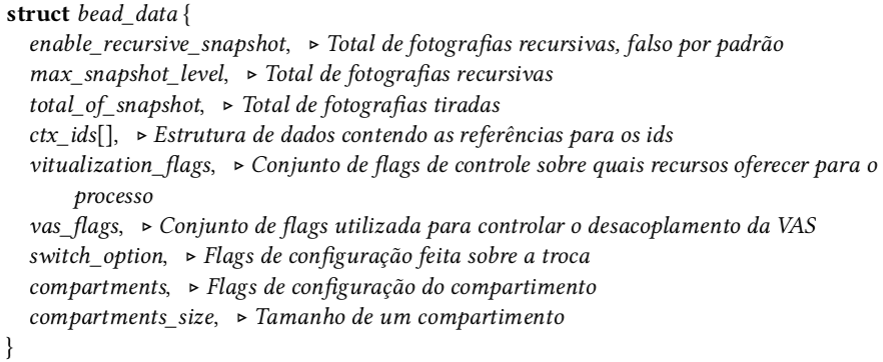 struct bead_data {
enable_recursive_snapshot, ▹ Total de fotografias recursivas, falso por padrão
max_snapshot_level, ▹ Total de fotografias recursivas
total_of_snapshot, ▹ Total de fotografias tiradas
ctx_ids[], ▹ Estrutura de dados contendo as referências para os ids
vitualization_flags, ▹ Conjunto de flags de controle sobre quais recursos oferecer para o
processo
vas_flags, ▹ Conjunto de flags utilizada para controlar o desacoplamento da VAS
switch_option, ▹ Flags de configuração feita sobre a troca
compartments, ▹ Flags de configuração do compartimento
compartments_size, ▹ Tamanho de um compartimento
}